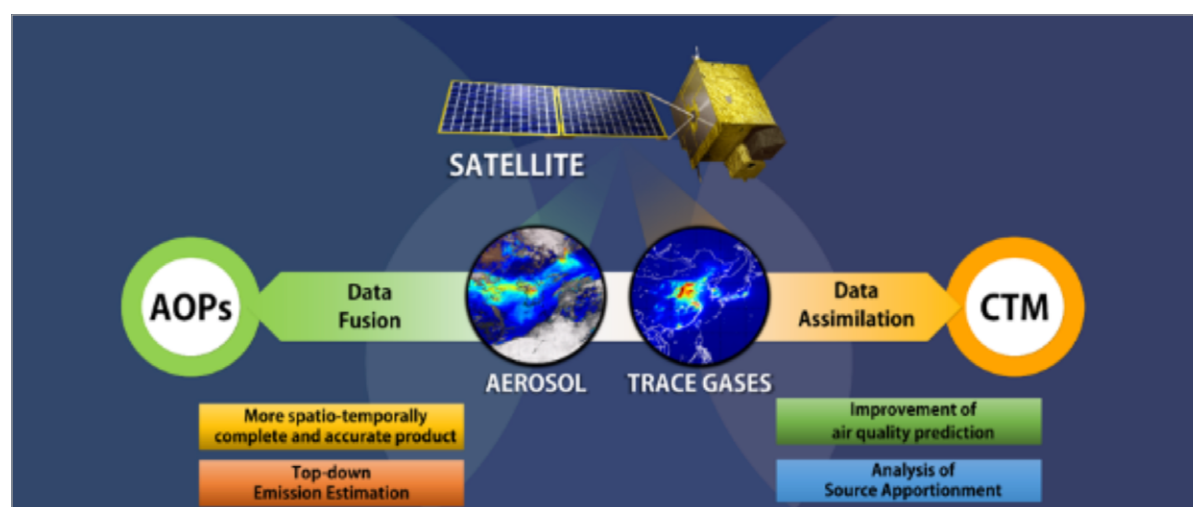 SATELLITE
AOPs
Data
Fusion
Data
Assimilation
CTM
AEROSOL
TRACE GASES
More spatio-temporally
complete and accurate product
Improvement of
air quality prediction
Top-down
Emission Estimation
Analysis of
Source Apportionment